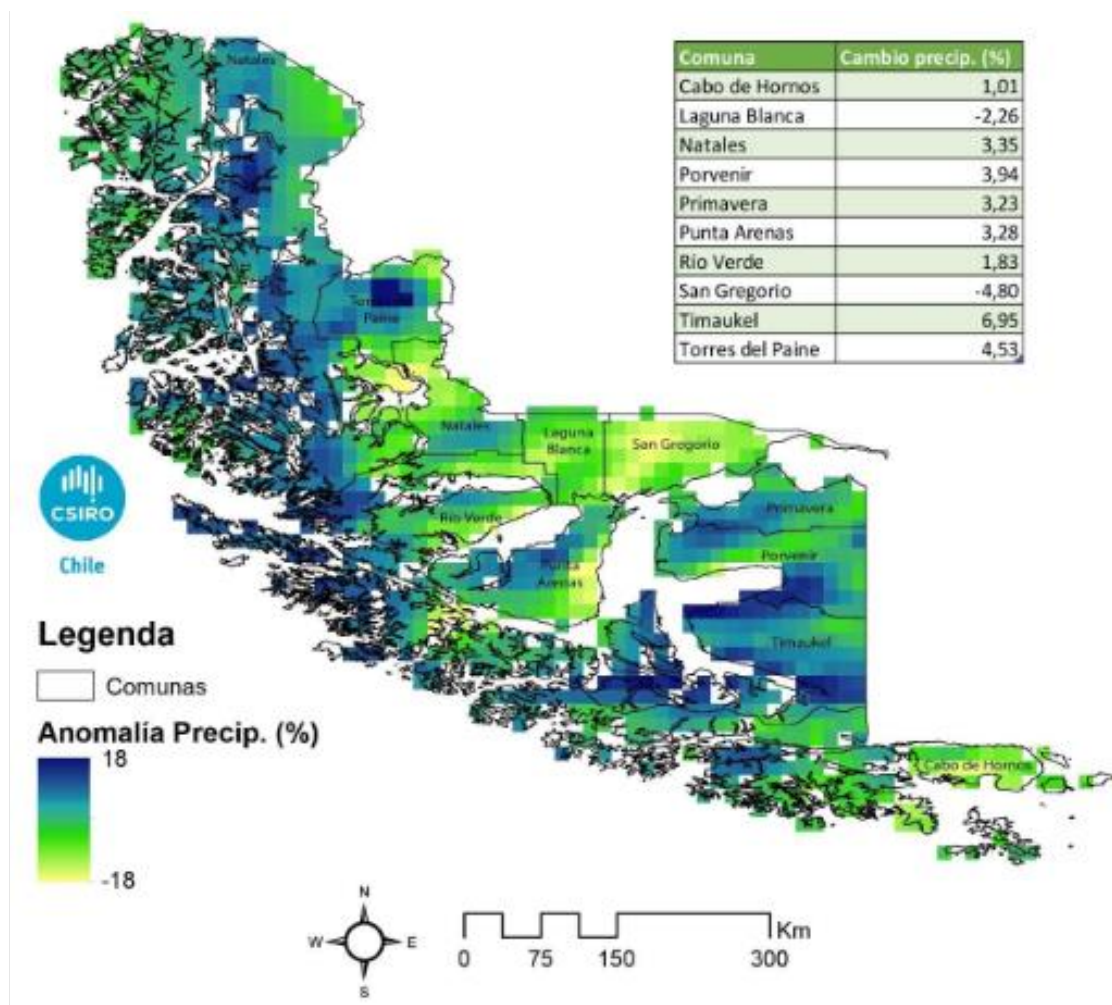 Natales
Comuna Cambio precip. (%)
Cabo de Hornos 1,01
Laguna Blanca -2,26
Natales 3,35
Porvenir 3,94
Primavera 3,23
Punta Arenas 3,28
Rio Verde 1,83
San Gregorio -4,80
Timaukel 6,95
Torres del Paine 4,53
Torres del
Paine
Natales
Laguna
Blanca
San Gregorio
CSIRO
Chile
Rio Verde
Primavera
Porvenir
Punta
Arenas
Timaukel
Cabo de Hornos
Legenda
Comunas
Anomalía Precip. (%)
18
-18
N
W E
S
Km
0 75 150 300